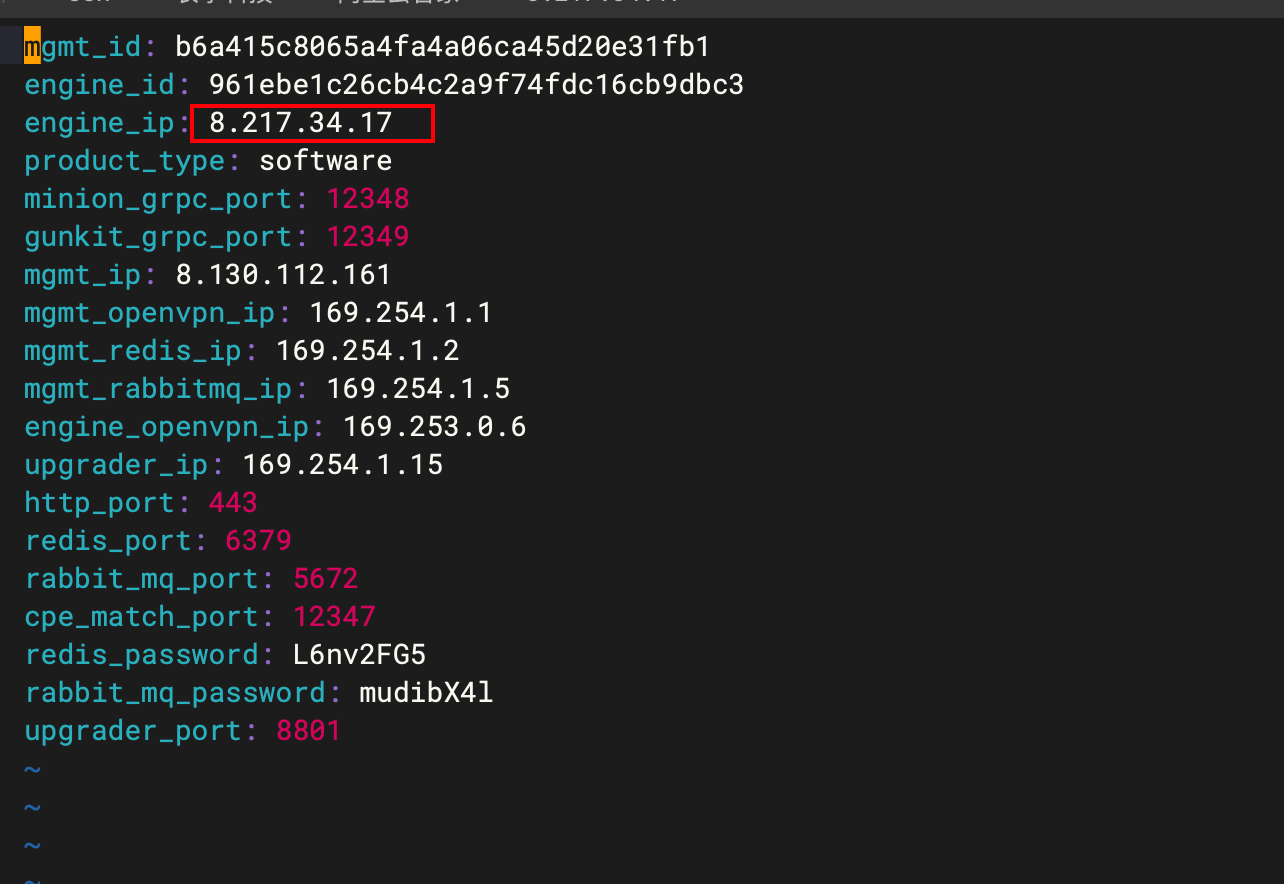 mgmt_id: b6a415c8065a4fa4a06ca45d20e31fb1
engine_id: 961ebe1c26cb4c2a9f74fdc16cb9dbc3
engine_ip: 8.217.34.17
product_type: software
minion_grpc_port: 12348
gunkit_grpc_port: 12349
mgmt_ip: 8.130.112.161
mgmt_openvpn_ip: 169.254.1.1
mgmt_redis_ip: 169.254.1.2
mgmt_rabbitmq_ip: 169.254.1.5
engine_openvpn_ip: 169.253.0.6
upgrader_ip: 169.254.1.15
http_port: 443
redis_port: 6379
rabbit_mq_port: 5672
cpe_match_port: 12347
redis_password: L6nv2FG5
rabbit_mq_password: mudibX4l
upgrader_port: 8801
~
~
~
~